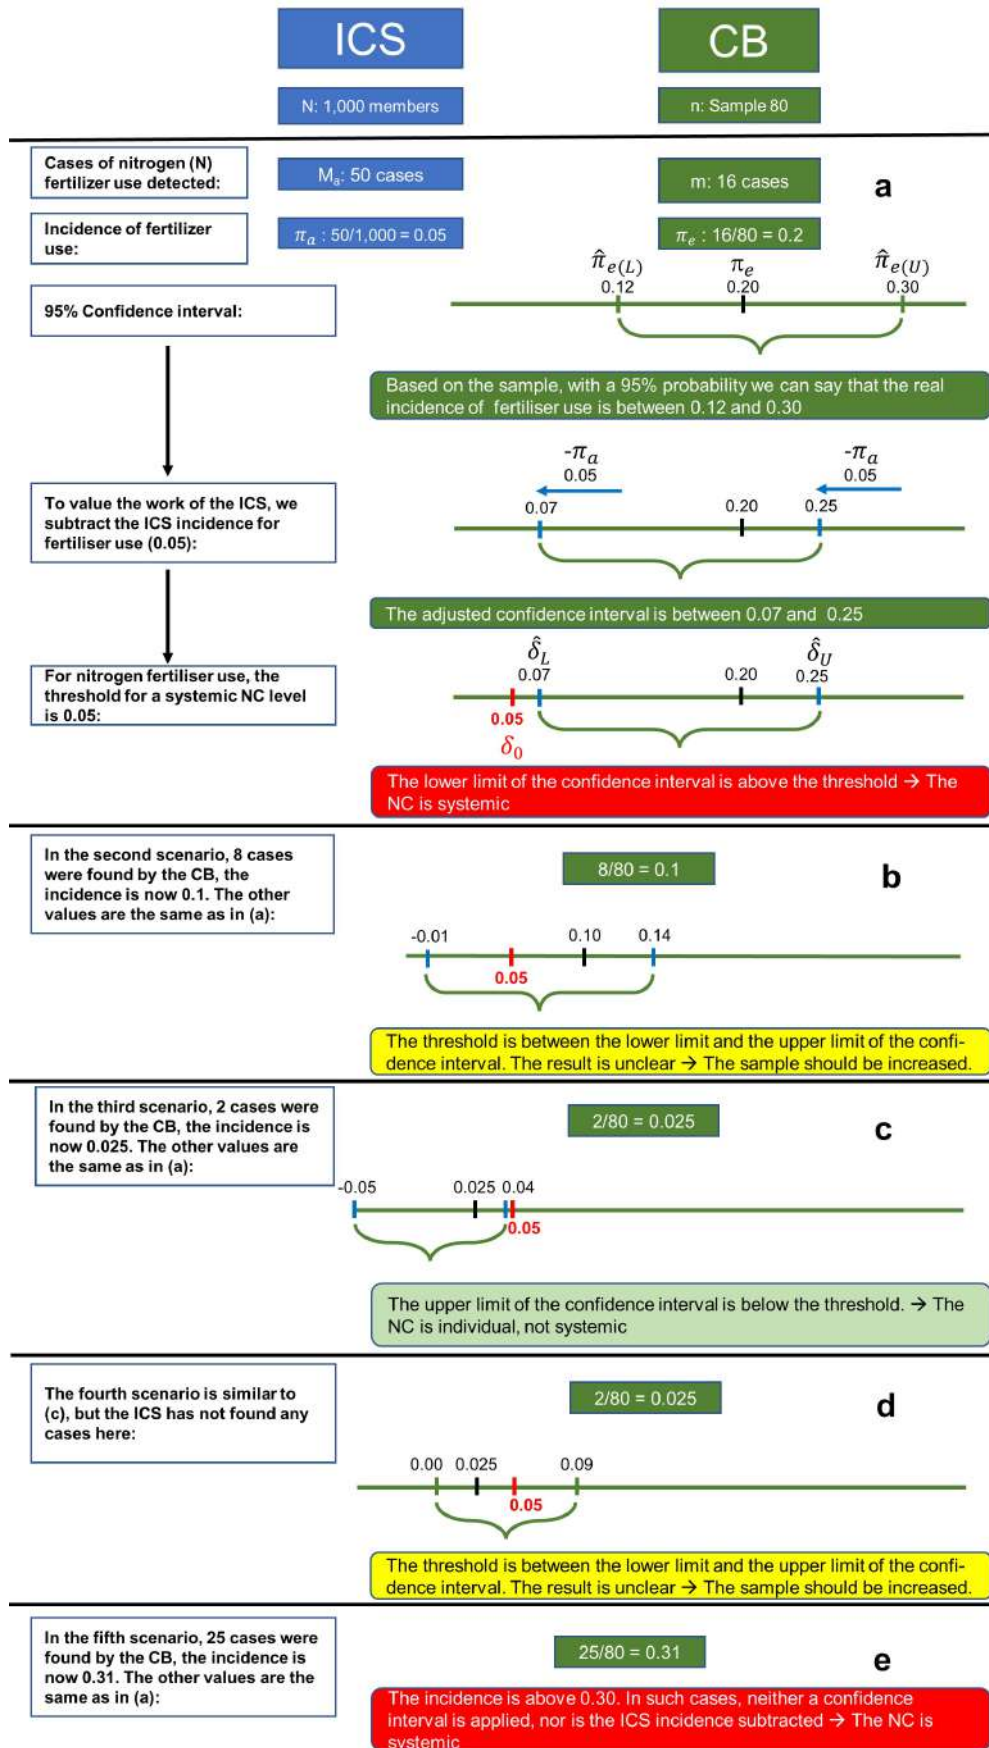 ICS
CB
N: 1,000 members
n: Sample 80
Cases of nitrogen (N)
fertilizer use detected:
Mₐ: 50 cases
m: 16 cases
a
Incidence of fertilizer
use:
πₐ : 50/1,000 = 0.05
πₑ : 16/80 = 0.2
π̂ₑ₍L₎
πₑ
π̂ₑ₍U₎
0.12
0.20
0.30
95% Confidence interval:
Based on the sample, with a 95% probability we can say that the real
incidence of fertiliser use is between 0.12 and 0.30
-πₐ
0.05
-πₐ
0.05
To value the work of the ICS, we
subtract the ICS incidence for
fertiliser use (0.05):
0.07
0.20
0.25
The adjusted confidence interval is between 0.07 and 0.25
For nitrogen fertiliser use, the
threshold for a systemic NC level
is 0.05:
δ̂L
δ̂U
0.07
0.20
0.25
0.05
δ₀
The lower limit of the confidence interval is above the threshold → The
NC is systemic
In the second scenario, 8 cases
were found by the CB, the
incidence is now 0.1. The other
values are the same as in (a):
8/80 = 0.1
b
-0.01
0.10
0.14
0.05
The threshold is between the lower limit and the upper limit of the confi-
dence interval. The result is unclear → The sample should be increased.
In the third scenario, 2 cases were
found by the CB, the incidence is
now 0.025. The other values are
the same as in (a):
2/80 = 0.025
c
-0.05
0.025
0.04
0.05
The upper limit of the confidence interval is below the threshold. → The
NC is individual, not systemic
The fourth scenario is similar to
(c), but the ICS has not found any
cases here:
2/80 = 0.025
d
0.00
0.025
0.09
0.05
The threshold is between the lower limit and the upper limit of the confi-
dence interval. The result is unclear → The sample should be increased.
In the fifth scenario, 25 cases were
found by the CB, the incidence is
now 0.31. The other values are the
same as in (a):
25/80 = 0.31
e
The incidence is above 0.30. In such cases, neither a confidence
interval is applied, nor is the ICS incidence subtracted → The NC is
systemic